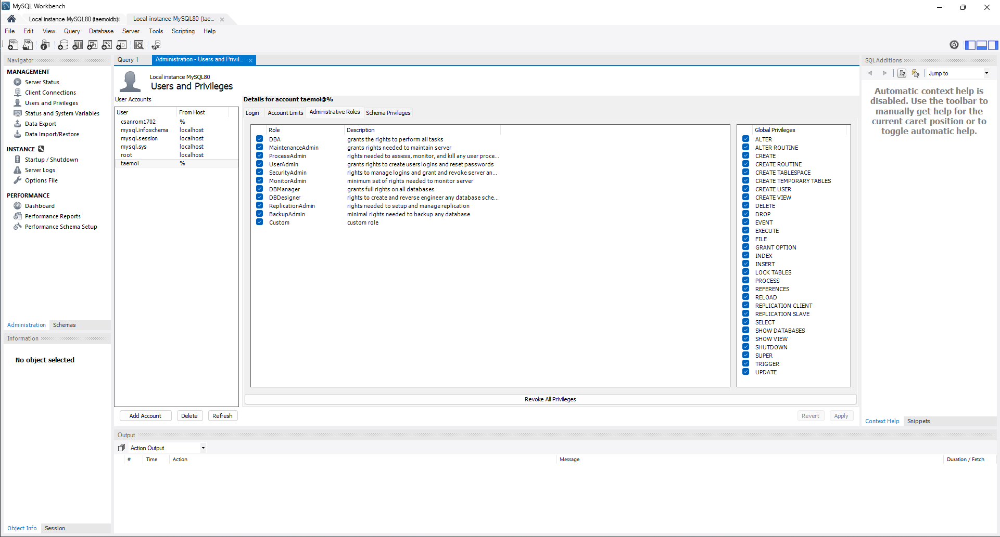 MySQL Workbench
Local instance MySQL80 (taemoidb)
Local instance MySQL80 (tae...
File Edit View Query Database Server Tools Scripting Help
Navigator
MANAGEMENT
Server Status
Client Connections
Users and Privileges
Status and System Variables
Data Export
Data Import/Restore
INSTANCE
Startup / Shutdown
Server Logs
Options File
PERFORMANCE
Dashboard
Performance Reports
Performance Schema Setup
Administration Schemas
Information
No object selected
Object Info Session
Query 1
Administration - Users and Privil...
Local instance MySQL80
Users and Privileges
User Accounts
User From Host
csanrom1702 %
mysql.infoschema localhost
mysql.session localhost
mysql.sys localhost
root localhost
taemoi %
Add Account Delete Refresh
Details for account taemoi@%
Login Account Limits Administrative Roles Schema Privileges
Role Description
DBA grants the rights to perform all tasks
MaintenanceAdmin grants rights needed to maintain server
ProcessAdmin rights needed to assess, monitor, and kill any user proce...
UserAdmin grants rights to create users logins and reset passwords
SecurityAdmin rights to manage logins and grant and revoke server an...
MonitorAdmin minimum set of rights needed to monitor server
DBManager grants full rights on all databases
DBDesigner rights to create and reverse engineer any database sche...
ReplicationAdmin rights needed to setup and manage replication
BackupAdmin minimal rights needed to backup any database
Custom custom role
Global Privileges
ALTER
ALTER ROUTINE
CREATE
CREATE ROUTINE
CREATE TABLESPACE
CREATE TEMPORARY TABLES
CREATE USER
CREATE VIEW
DELETE
DROP
EVENT
EXECUTE
FILE
GRANT OPTION
INDEX
INSERT
LOCK TABLES
PROCESS
REFERENCES
RELOAD
REPLICATION CLIENT
REPLICATION SLAVE
SELECT
SHOW DATABASES
SHOW VIEW
SHUTDOWN
SUPER
TRIGGER
UPDATE
Revoke All Privileges
Revert Apply
Output
Action Output
# Time Action Message Duration / Fetch
SQLAdditions
Jump to
Automatic context help is
disabled. Use the toolbar to
manually get help for the
current caret position or to
toggle automatic help.
Context Help Snippets